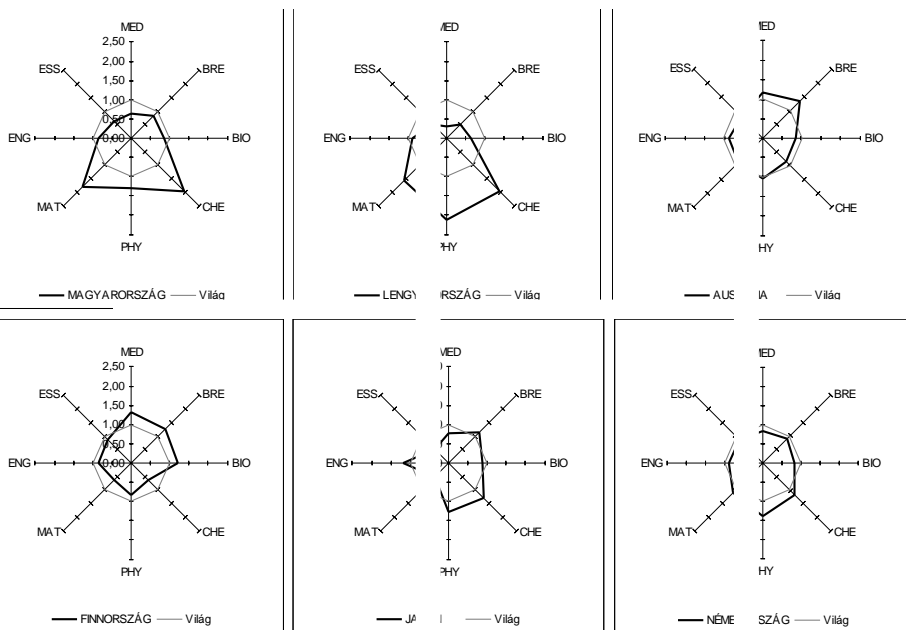 MED
2,50
2,00
1,50
1,00
0,50
0,00
ESS BRE
ENG BIO
MAT CHE
PHY
MAGYARORSZÁG Világ
ESS BRE
ENG BIO
MAT CHE
LENGY RSZÁG Világ
ESS BRE
ENG BIO
MAT CHE
AUS Világ
MED
2,50
2,00
1,50
1,00
0,50
0,00
ESS BRE
ENG BIO
MAT CHE
PHY
FINNORSZÁG Világ
ESS BRE
ENG BIO
MAT CHE
JA Világ
ESS BRE
ENG BIO
MAT CHE
NÉME SZÁG Világ